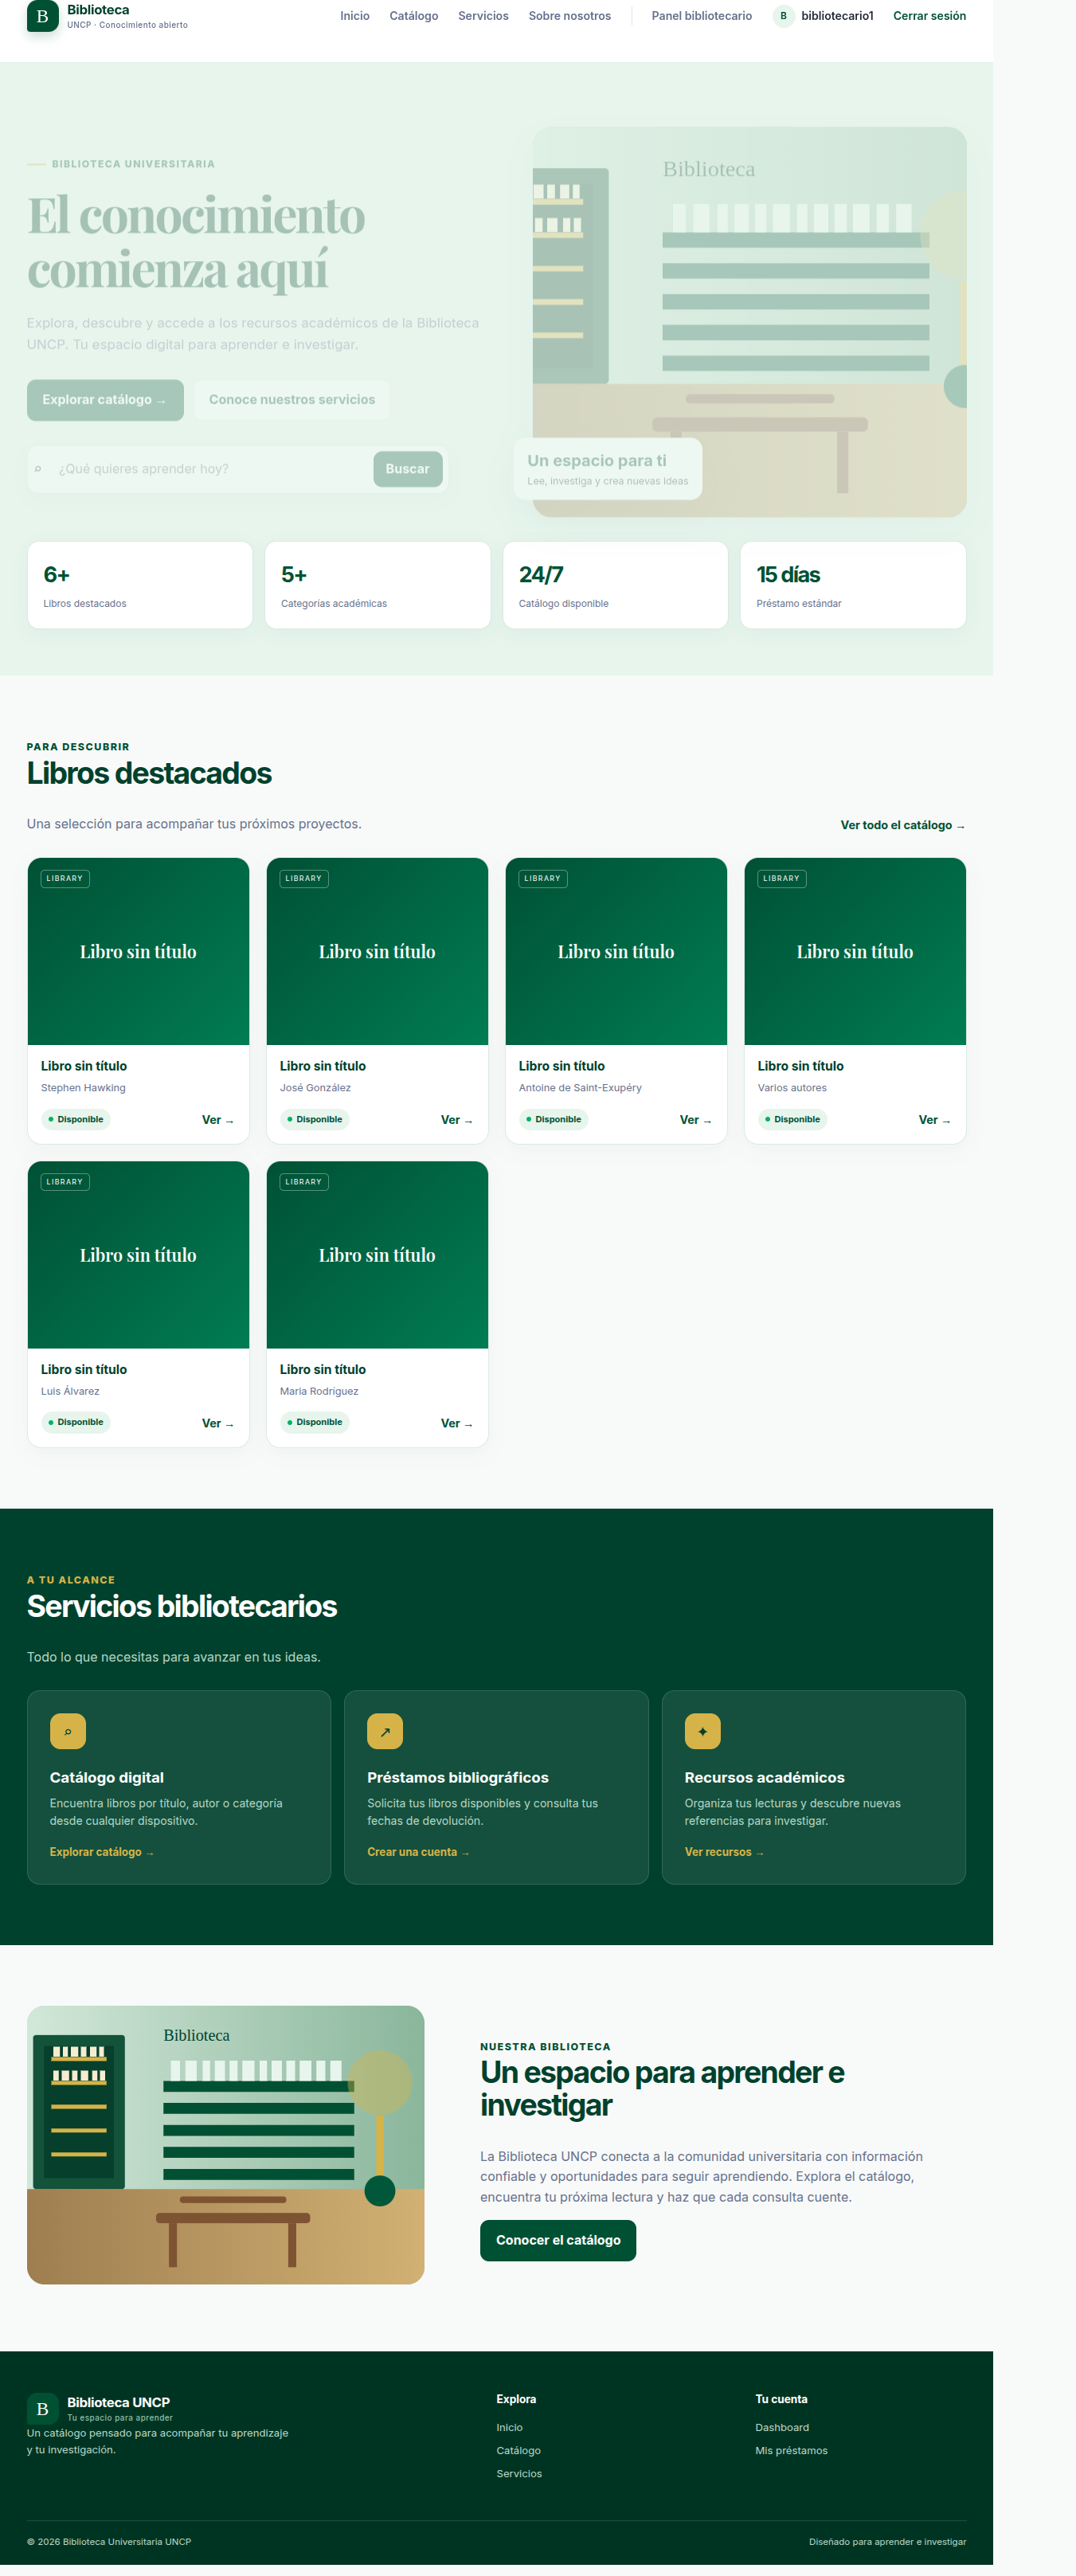 B
Biblioteca
UNCP · Conocimiento abierto
Inicio
Catálogo
Servicios
Sobre nosotros
Panel bibliotecario
B
bibliotecario1
Cerrar sesión
BIBLIOTECA UNIVERSITARIA
El conocimiento
comienza aquí
Explora, descubre y accede a los recursos académicos de la Biblioteca
UNCP. Tu espacio digital para aprender e investigar.
Explorar catálogo →
Conoce nuestros servicios
¿Qué quieres aprender hoy?
Buscar
Biblioteca
Un espacio para ti
Lee, investiga y crea nuevas ideas
6+
Libros destacados
5+
Categorías académicas
24/7
Catálogo disponible
15 días
Préstamo estándar
PARA DESCUBRIR
Libros destacados
Una selección para acompañar tus próximos proyectos.
Ver todo el catálogo →
LIBRARY
Libro sin título
Libro sin título
Stephen Hawking
Disponible
Ver →
LIBRARY
Libro sin título
Libro sin título
José González
Disponible
Ver →
LIBRARY
Libro sin título
Libro sin título
Antoine de Saint-Exupéry
Disponible
Ver →
LIBRARY
Libro sin título
Libro sin título
Varios autores
Disponible
Ver →
LIBRARY
Libro sin título
Libro sin título
Luis Álvarez
Disponible
Ver →
LIBRARY
Libro sin título
Libro sin título
Maria Rodríguez
Disponible
Ver →
A TU ALCANCE
Servicios bibliotecarios
Todo lo que necesitas para avanzar en tus ideas.
Catálogo digital
Encuentra libros por título, autor o categoría
desde cualquier dispositivo.
Explorar catálogo →
Préstamos bibliográficos
Solicita tus libros disponibles y consulta tus
fechas de devolución.
Crear una cuenta →
Recursos académicos
Organiza tus lecturas y descubre nuevas
referencias para investigar.
Ver recursos →
Biblioteca
NUESTRA BIBLIOTECA
Un espacio para aprender e
investigar
La Biblioteca UNCP conecta a la comunidad universitaria con información
confiable y oportunidades para seguir aprendiendo. Explora el catálogo,
encuentra tu próxima lectura y haz que cada consulta cuente.
Conocer el catálogo
B
Biblioteca UNCP
Tu espacio para aprender
Un catálogo pensado para acompañar tu aprendizaje
y tu investigación.
Explora
Inicio
Catálogo
Servicios
Tu cuenta
Dashboard
Mis préstamos
© 2026 Biblioteca Universitaria UNCP
Diseñado para aprender e investigar